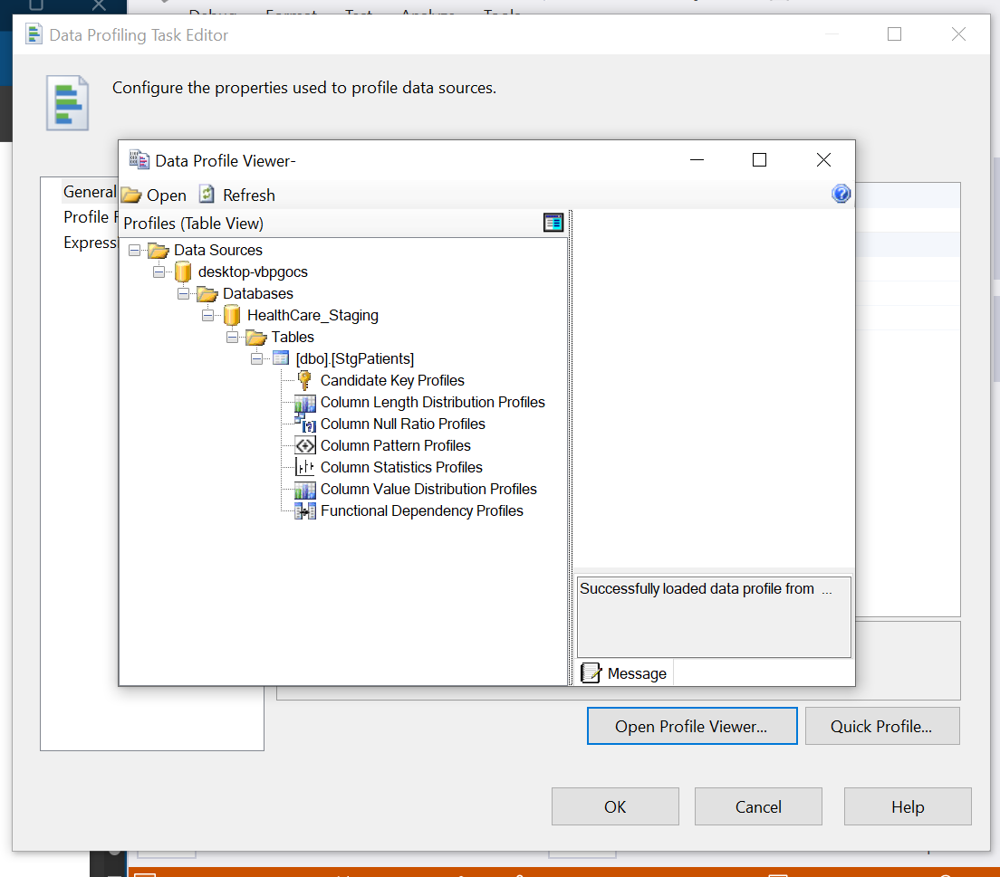 Debug Format Test Analyze Tools
Data Profiling Task Editor
Configure the properties used to profile data sources.
General
Profile
Express
Data Profile Viewer-
Open Refresh
Profiles (Table View)
Data Sources
desktop-vbpgocs
Databases
HealthCare_Staging
Tables
[dbo].[StgPatients]
Candidate Key Profiles
Column Length Distribution Profiles
Column Null Ratio Profiles
Column Pattern Profiles
Column Statistics Profiles
Column Value Distribution Profiles
Functional Dependency Profiles
Successfully loaded data profile from ...
Message
Open Profile Viewer...
Quick Profile...
OK
Cancel
Help